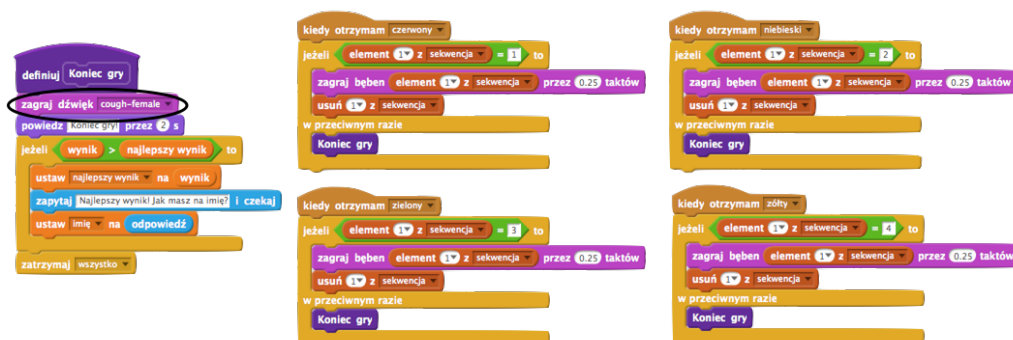 definiuj Koniec gry
zagraj dźwięk cough-female
powiedz Koniec gry! przez 2 s
jeżeli wynik > najlepszy wynik to
ustaw najlepszy wynik na wynik
zapytaj Najlepszy wynik! Jak masz na imię? i czekaj
ustaw imię na odpowiedź
zatrzymaj wszystko
kiedy otrzymam czerwony
jeżeli element 1 z sekwencja = 1 to
zagraj bęben element 1 z sekwencja przez 0.25 taktów
usuń 1 z sekwencja
w przeciwnym razie
Koniec gry
kiedy otrzymam niebieski
jeżeli element 1 z sekwencja = 2 to
zagraj bęben element 1 z sekwencja przez 0.25 taktów
usuń 1 z sekwencja
w przeciwnym razie
Koniec gry
kiedy otrzymam zielony
jeżeli element 1 z sekwencja = 3 to
zagraj bęben element 1 z sekwencja przez 0.25 taktów
usuń 1 z sekwencja
w przeciwnym razie
Koniec gry
kiedy otrzymam żółty
jeżeli element 1 z sekwencja = 4 to
zagraj bęben element 1 z sekwencja przez 0.25 taktów
usuń 1 z sekwencja
w przeciwnym razie
Koniec gry